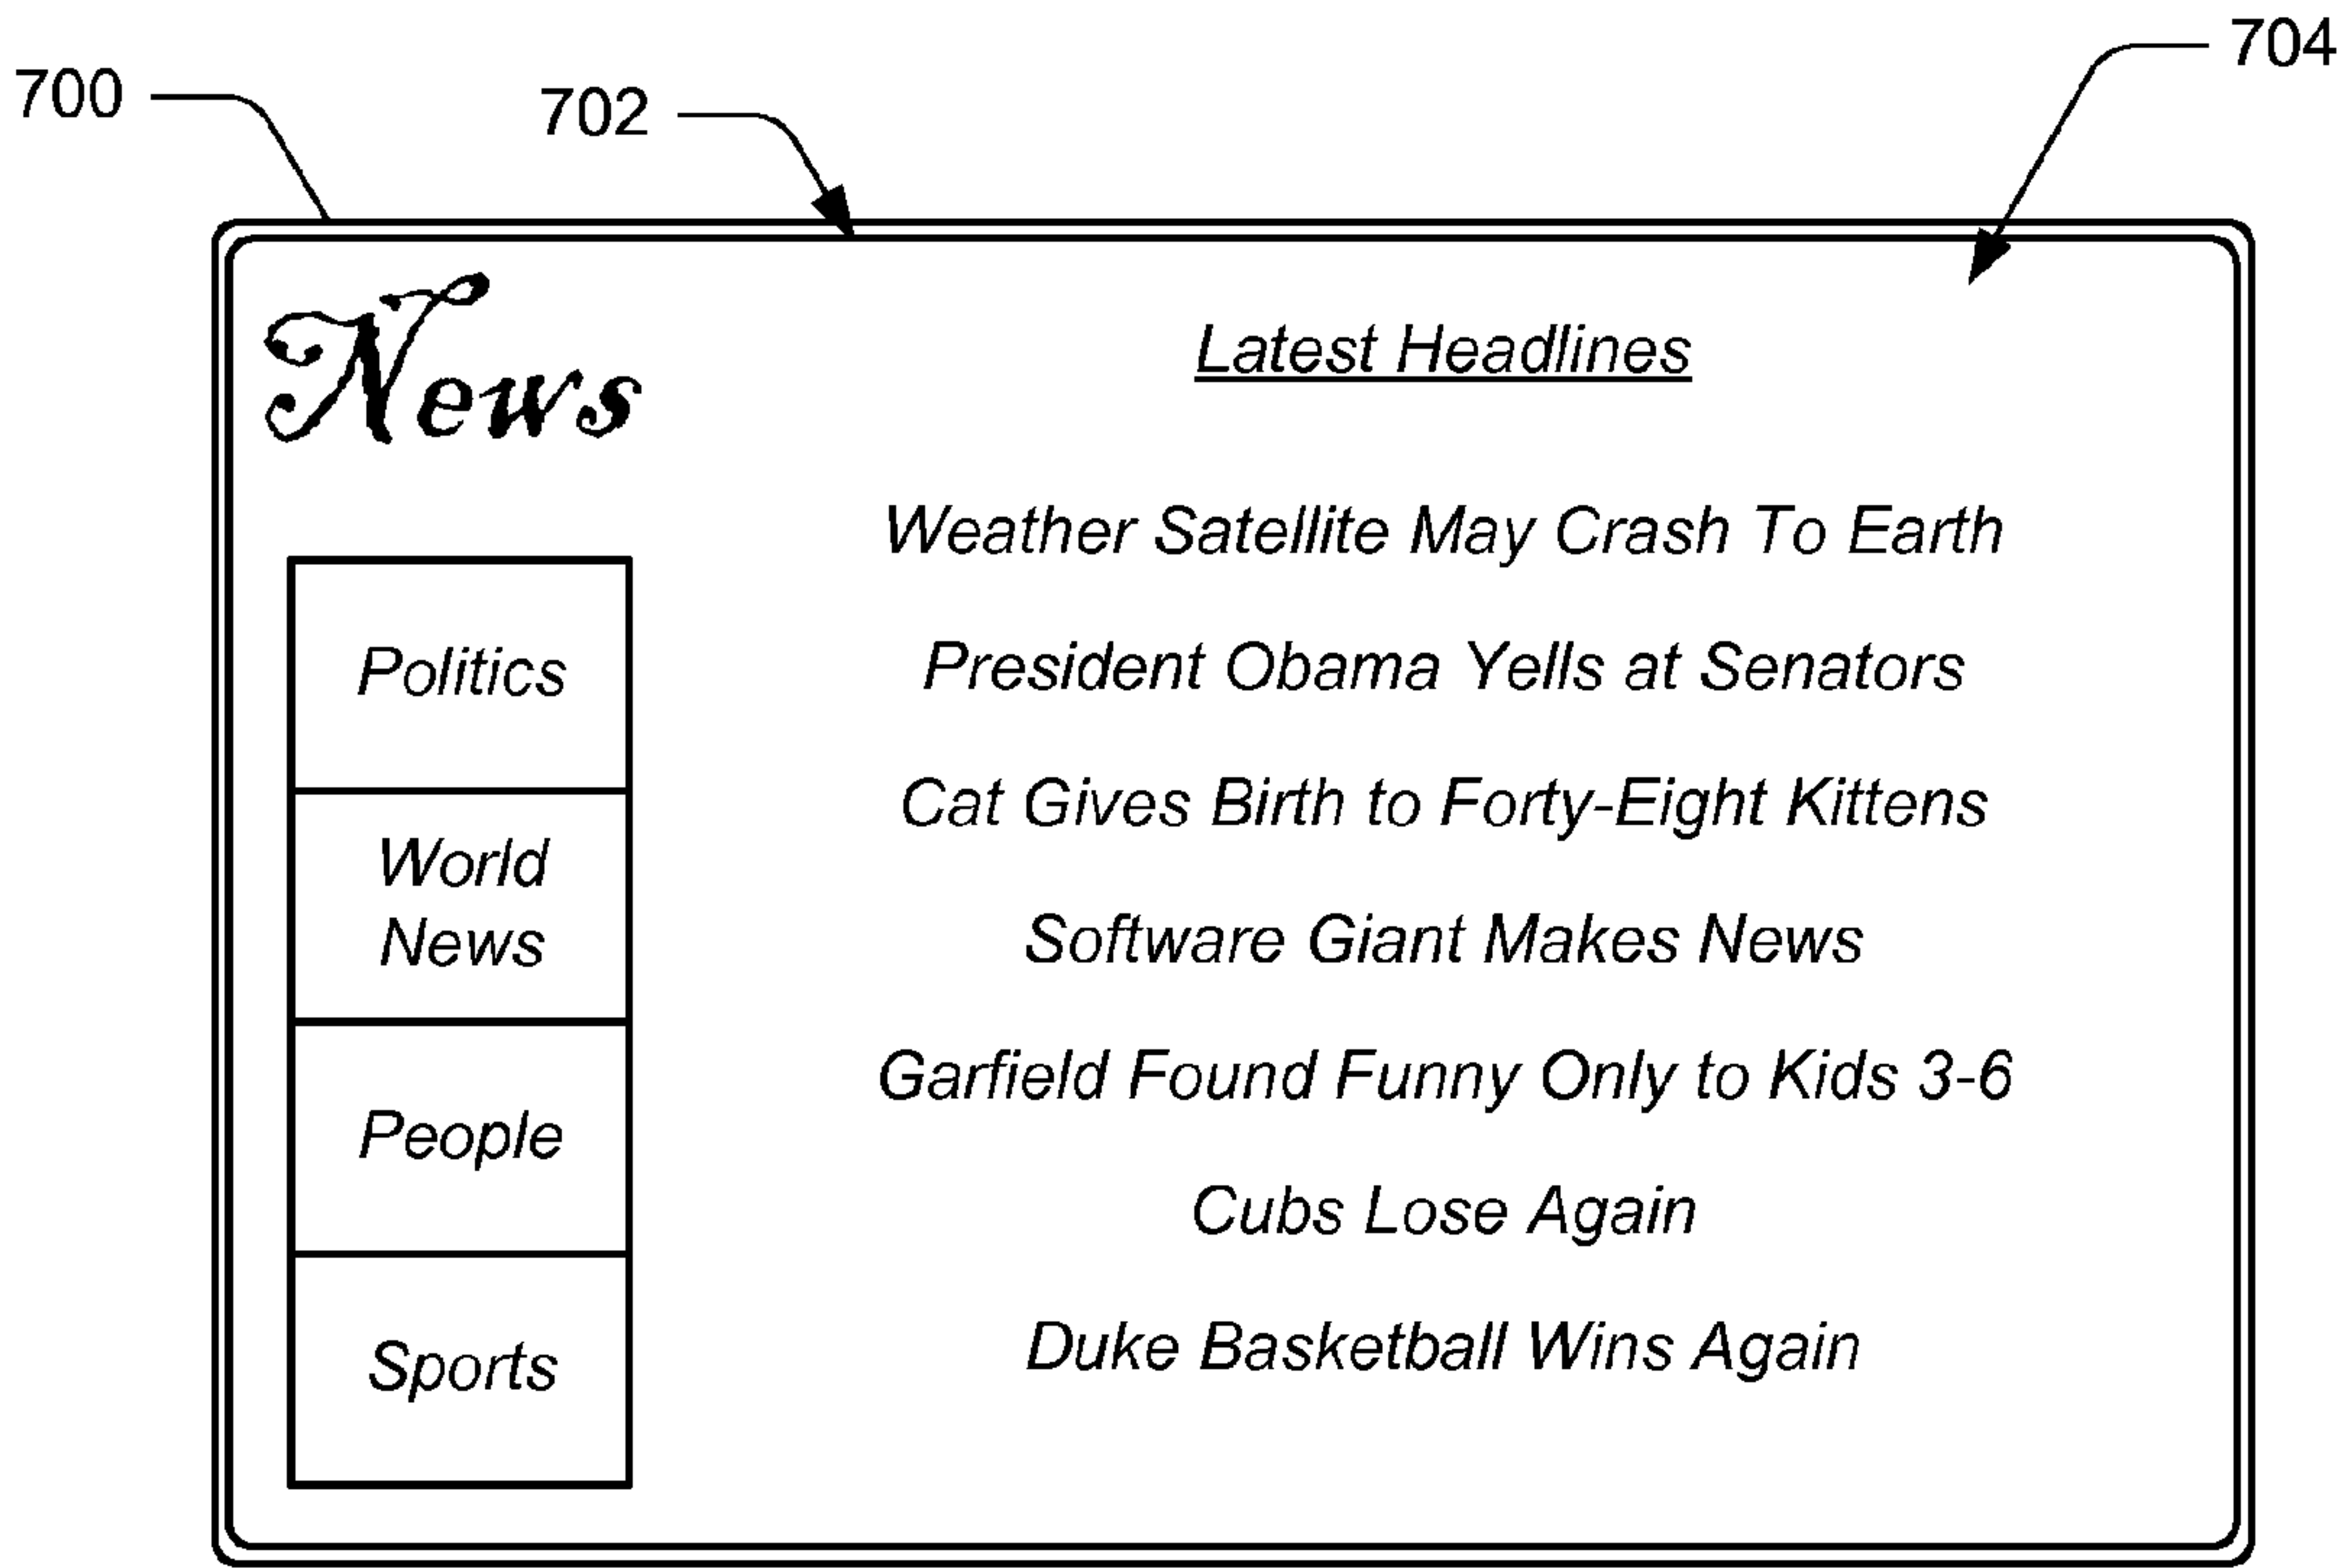 700
702
704
News
Latest Headlines
Weather Satellite May Crash To Earth
President Obama Yells at Senators
Cat Gives Birth to Forty-Eight Kittens
Software Giant Makes News
Garfield Found Funny Only to Kids 3-6
Cubs Lose Again
Duke Basketball Wins Again
Politics
World
News
People
Sports